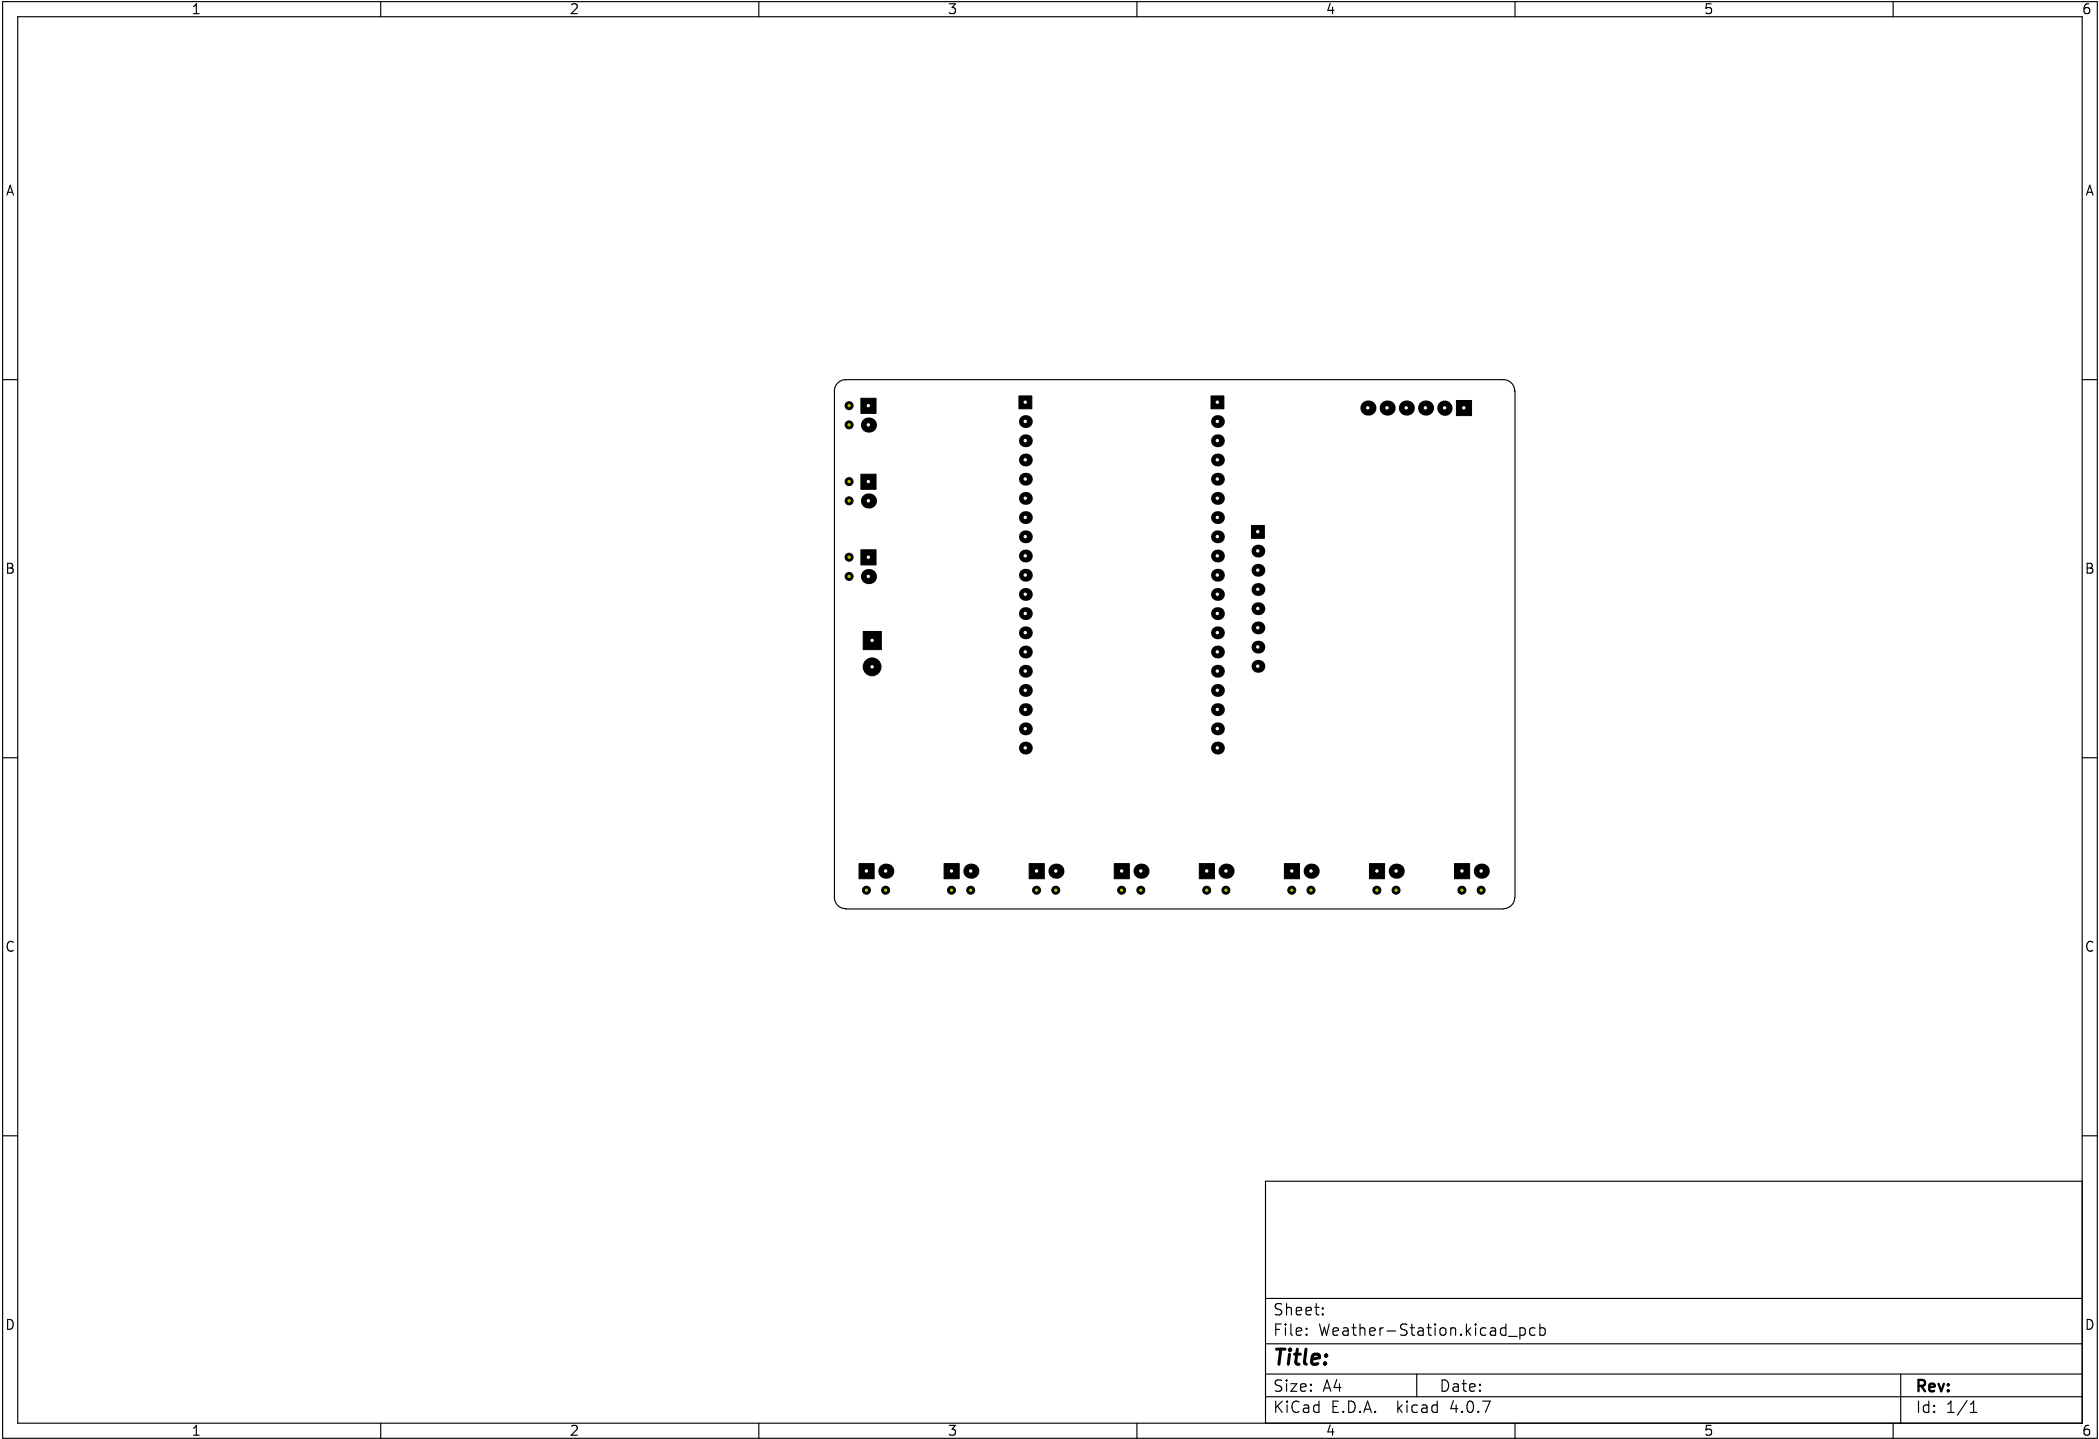 1 2 3 4 5 6
A A
B B
C C
D D
Sheet:
File: Weather-Station.kicad_pcb
Title:
Size: A4 Date: Rev:
KiCad E.D.A. kicad 4.0.7 Id: 1/1
1 2 3 4 5 6